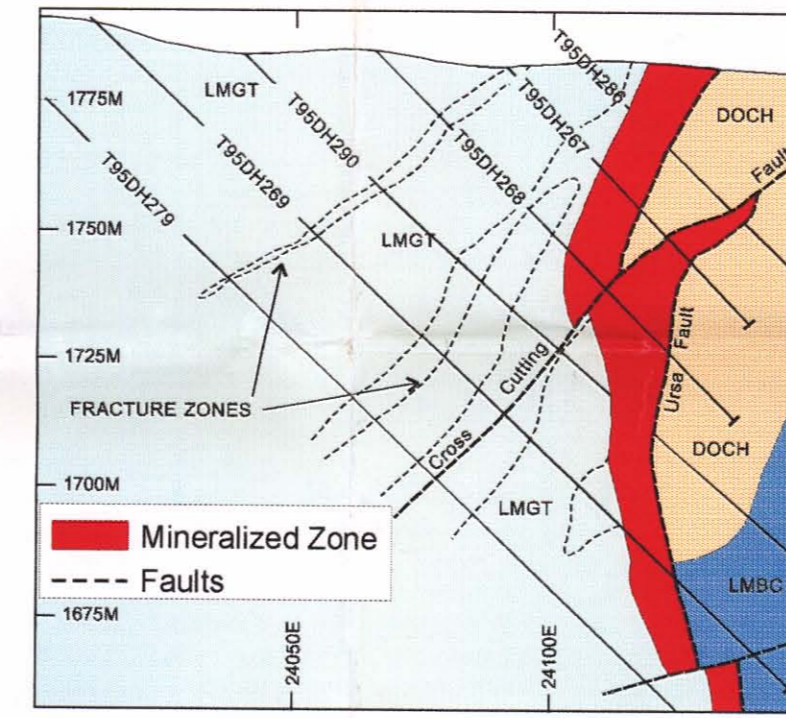 T95DH286
T95DH267
T95DH290
T95DH268
T95DH269
T95DH279
LMGT
DOCH
1775M
Fault
1750M
LMGT
1725M
Cutting
Ursa Fault
FRACTURE ZONES
Cross
DOCH
1700M
LMGT
Mineralized Zone
Faults
LMBC
1675M
24050E
24100E